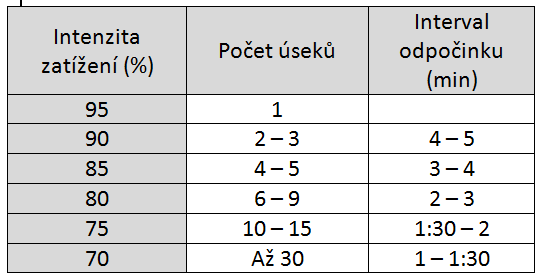 Intenzita zatížení (%) Počet úseků Interval odpočinku (min)
95 1
90 2 – 3 4 – 5
85 4 – 5 3 – 4
80 6 – 9 2 – 3
75 10 – 15 1:30 – 2
70 Až 30 1 – 1:30